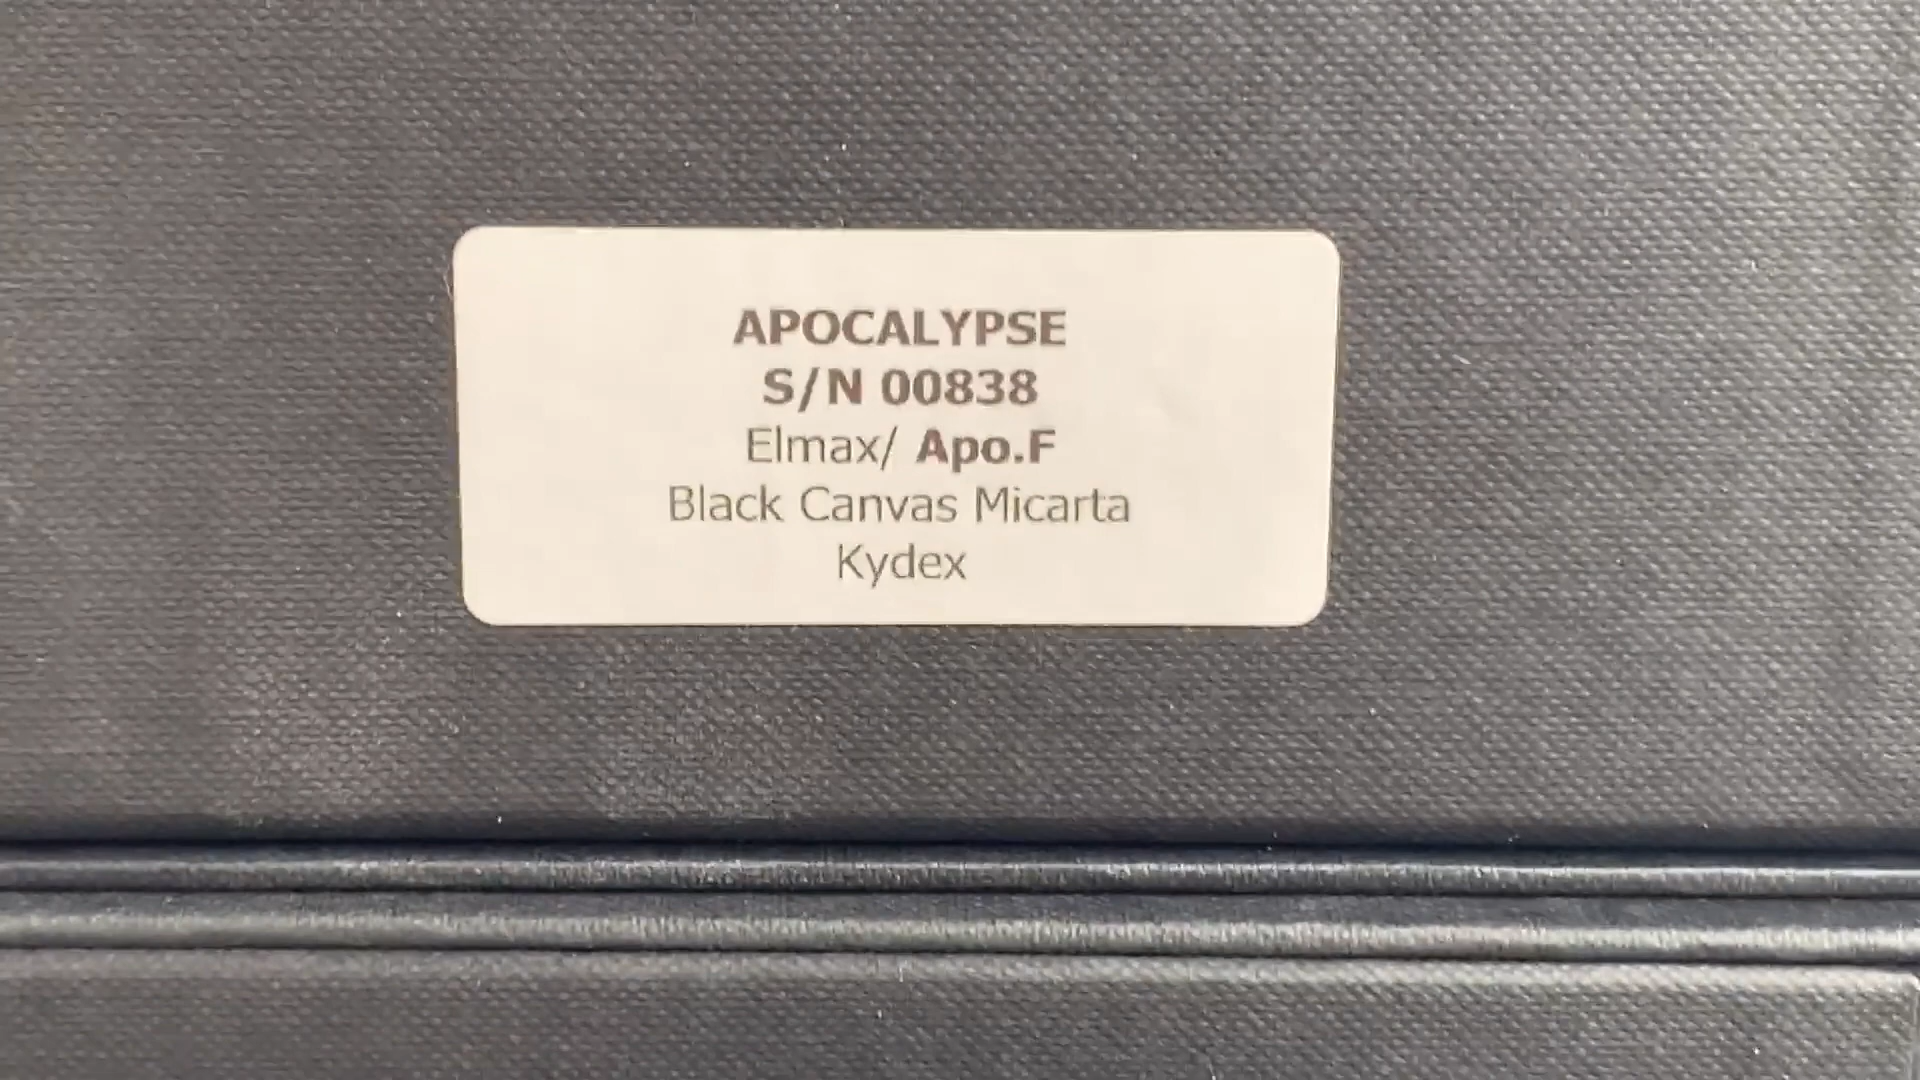 APOCALYPSE
S/N 00838
Elmax/ Apo.F
Black Canvas Micarta
Kydex